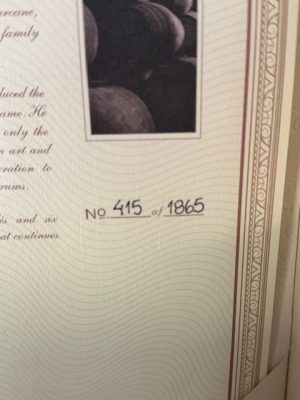 family
duced the
ame. He
only the
art and
ration to
rums.
and six
at continues
Nº 415 of 1865